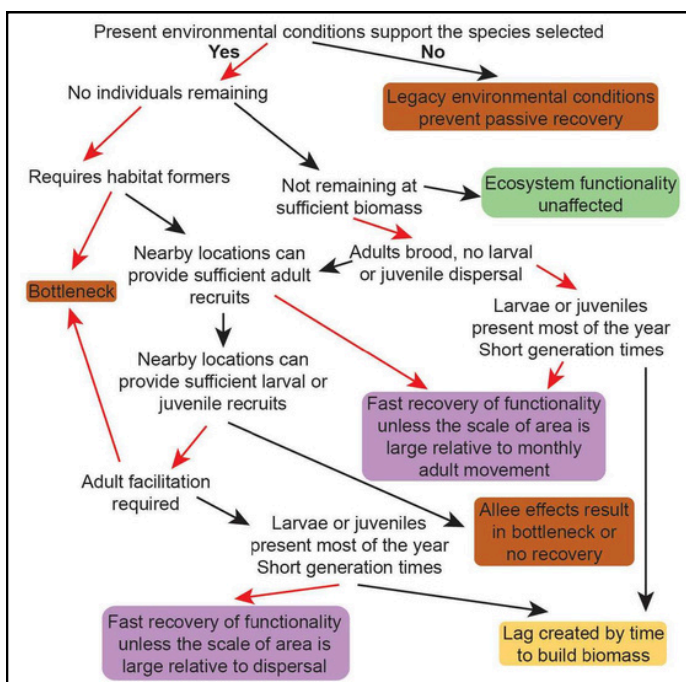 Present environmental conditions support the species selected
Yes
No
No individuals remaining
Legacy environmental conditions
prevent passive recovery
Requires habitat formers
Not remaining at
sufficient biomass
Ecosystem functionality
unaffected
Nearby locations can
provide sufficient adult
recruits
Adults brood, no larval
or juvenile dispersal
Bottleneck
Larvae or juveniles
present most of the year
Short generation times
Nearby locations can
provide sufficient larval or
juvenile recruits
Fast recovery of functionality
unless the scale of area is
large relative to monthly
adult movement
Adult facilitation
required
Allee effects result
in bottleneck or
no recovery
Larvae or juveniles
present most of the year
Short generation times
Fast recovery of functionality
unless the scale of area is
large relative to dispersal
Lag created by time
to build biomass